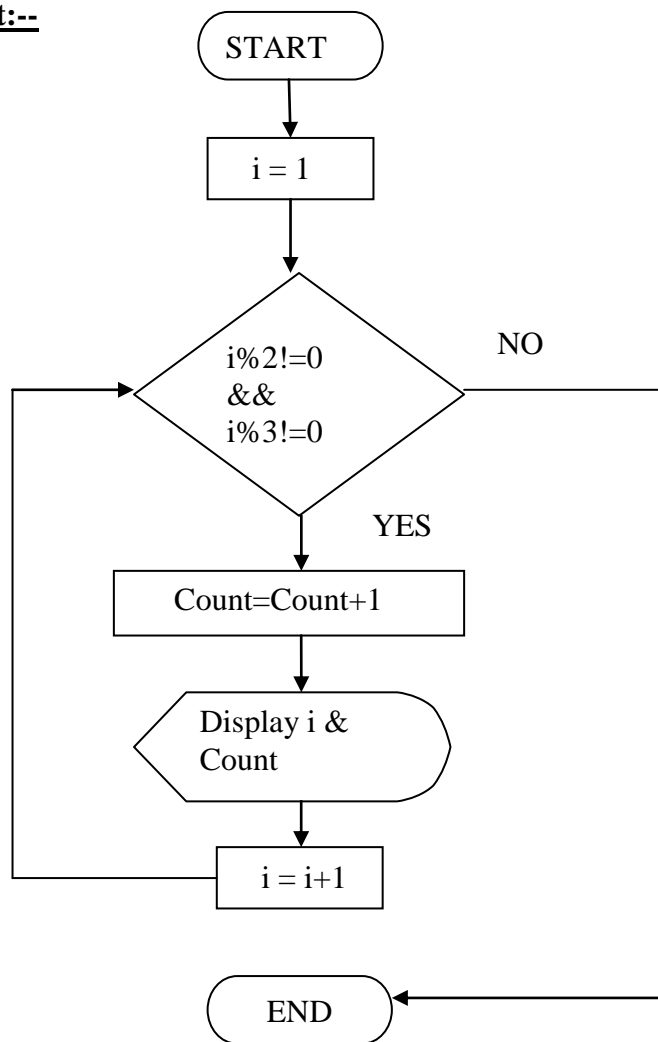 t:--
START
i = 1
i%2!=0
&&
i%3!=0
NO
YES
Count=Count+1
Display i &
Count
i = i+1
END